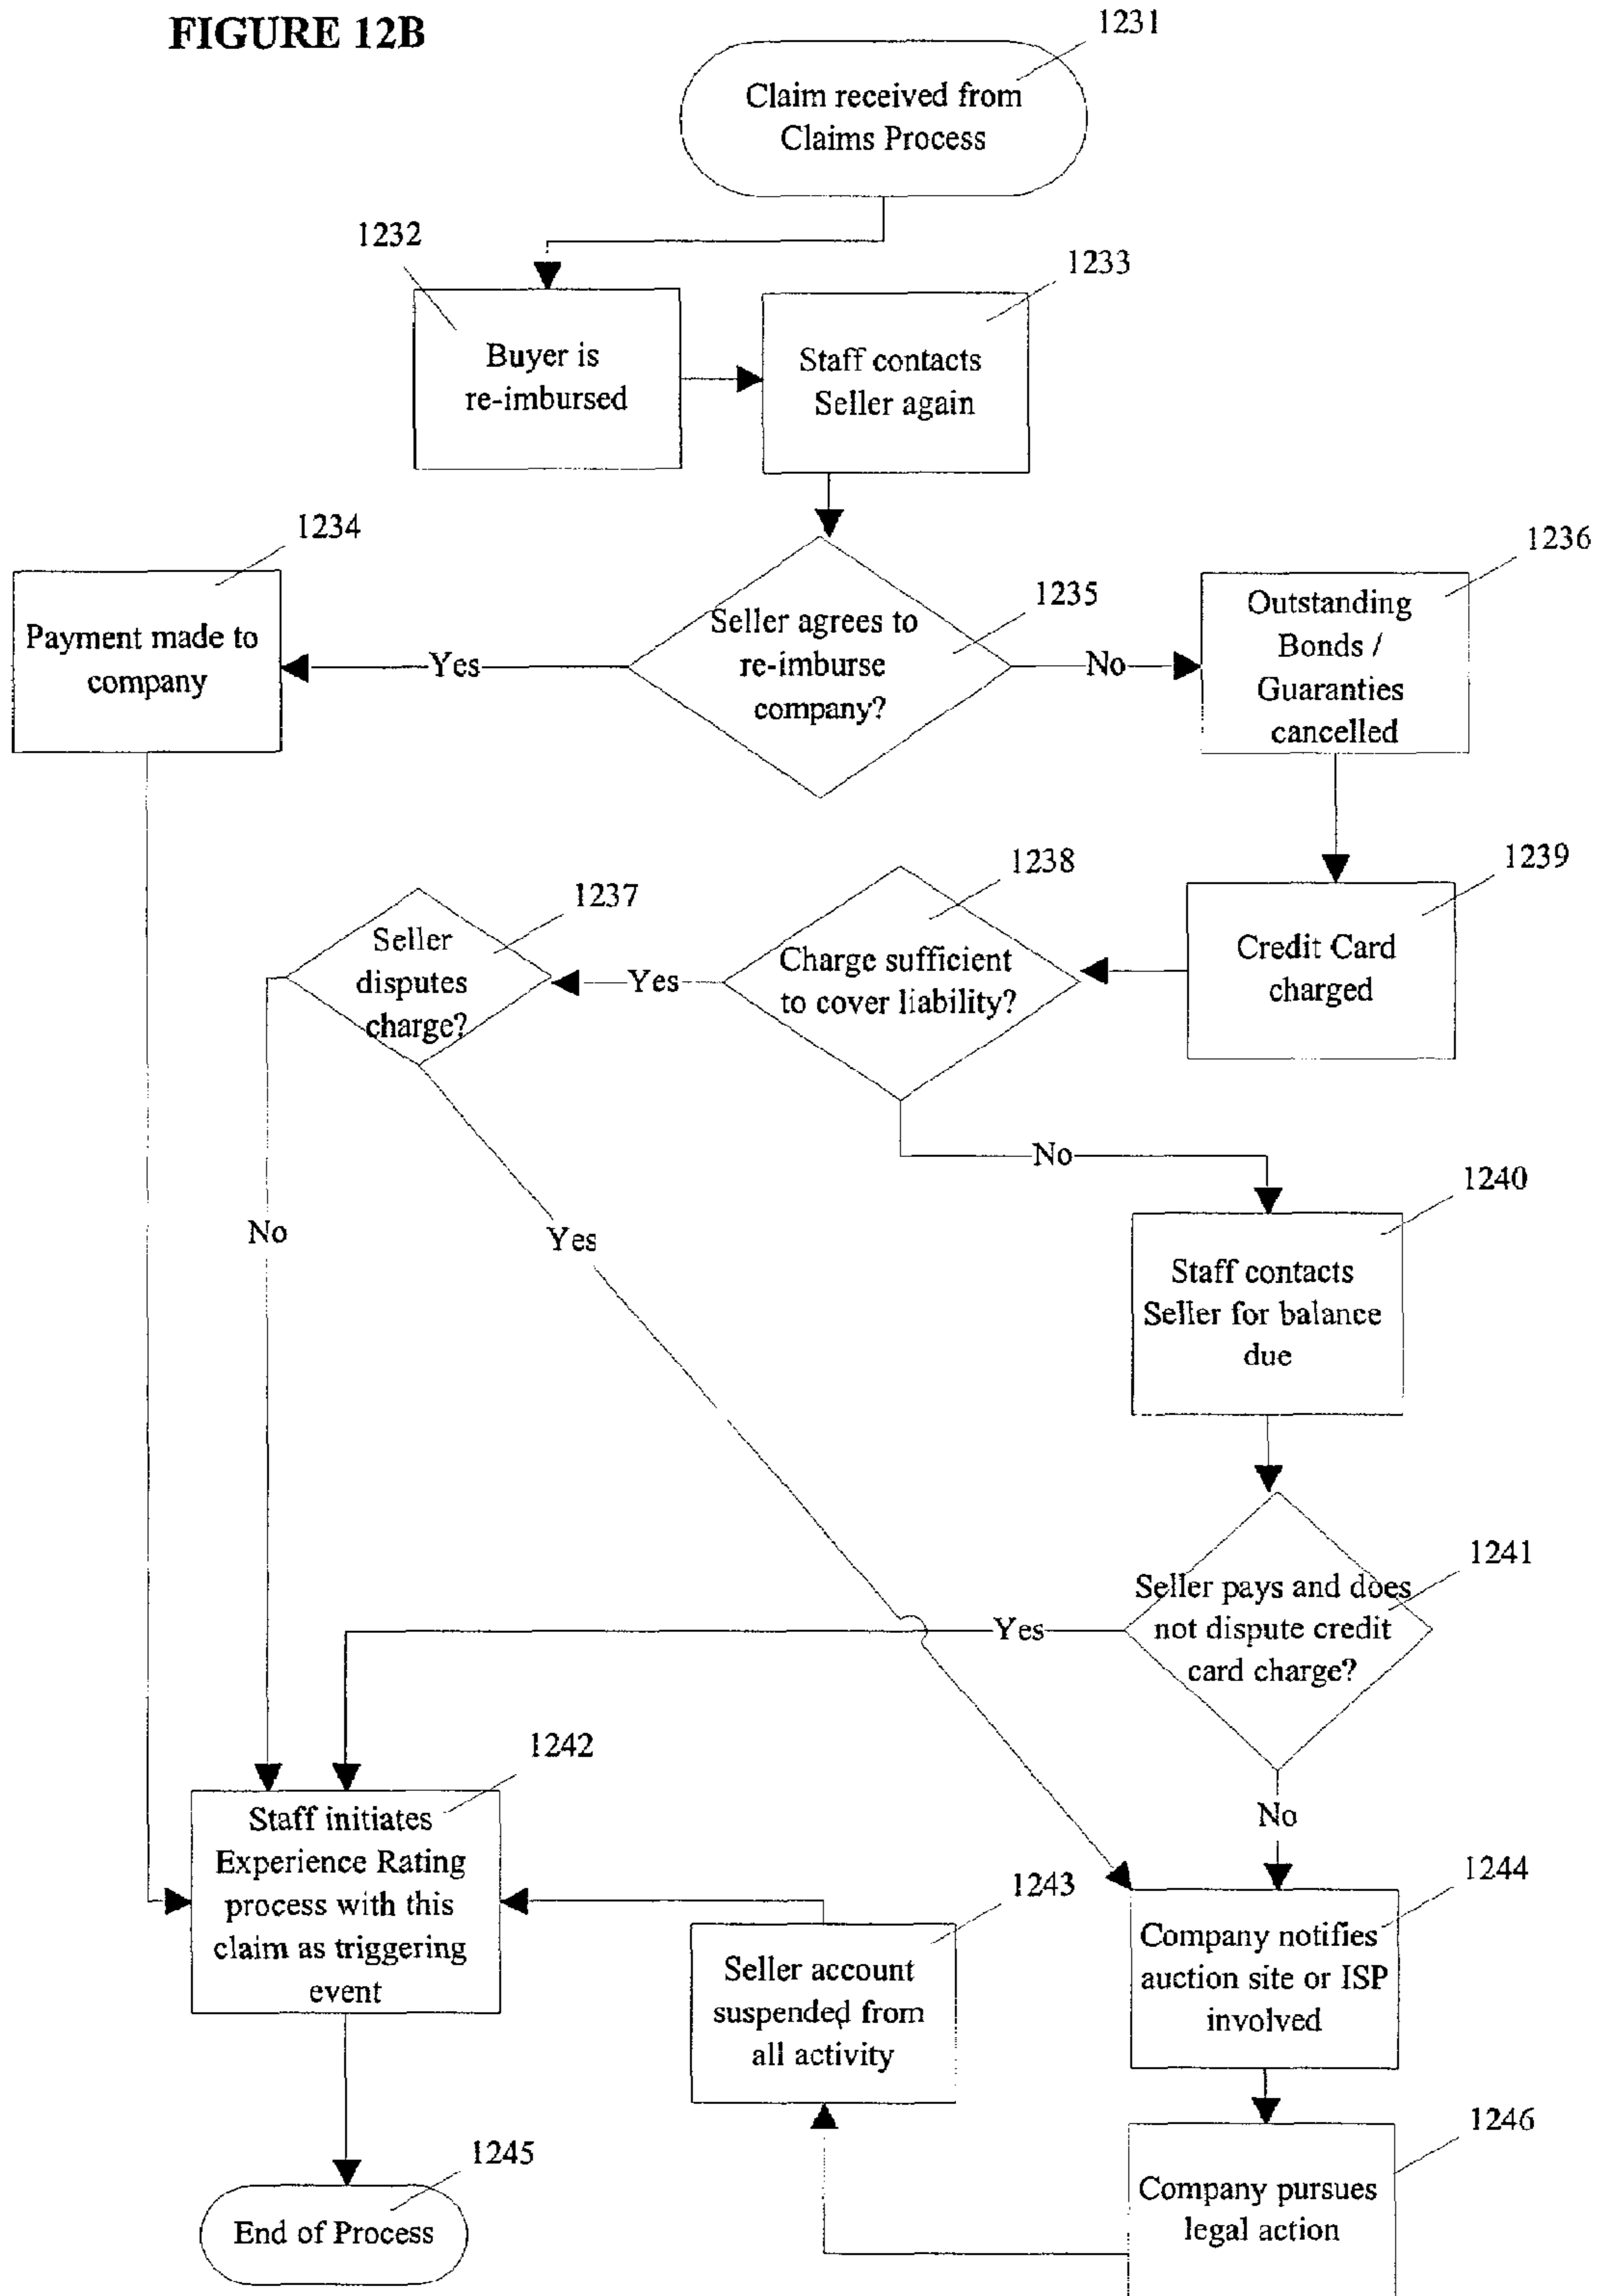 FIGURE 12B
1231
Claim received from
Claims Process
1232
1233
Buyer is
re-imbursed
Staff contacts
Seller again
1234
1236
1235
Payment made to
company
Yes
Seller agrees to
re-imburse
company?
No
Outstanding
Bonds /
Guaranties
cancelled
1237
1238
1239
Seller
disputes
charge?
Yes
Charge sufficient
to cover liability?
Credit Card
charged
No
1240
No
Yes
Staff contacts
Seller for balance
due
1241
Yes
Seller pays and does
not dispute credit
card charge?
1242
No
Staff initiates
Experience Rating
process with this
claim as triggering
event
1243
1244
Seller account
suspended from
all activity
Company notifies
auction site or ISP
involved
1245
1246
End of Process
Company pursues
legal action